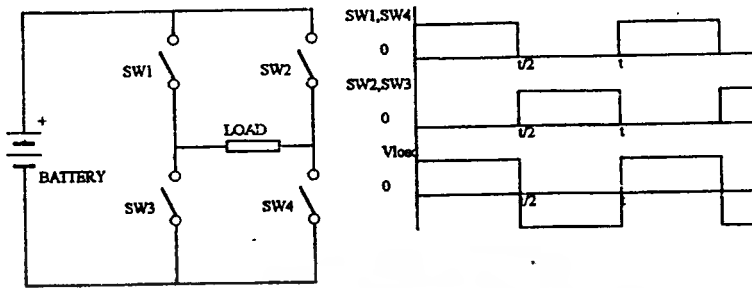 SW1
SW2
LOAD
+
BATTERY
SW3
SW4
SW1,SW4
0
t/2
t
SW2,SW3
0
t/2
t
Vload
0
t/2
t